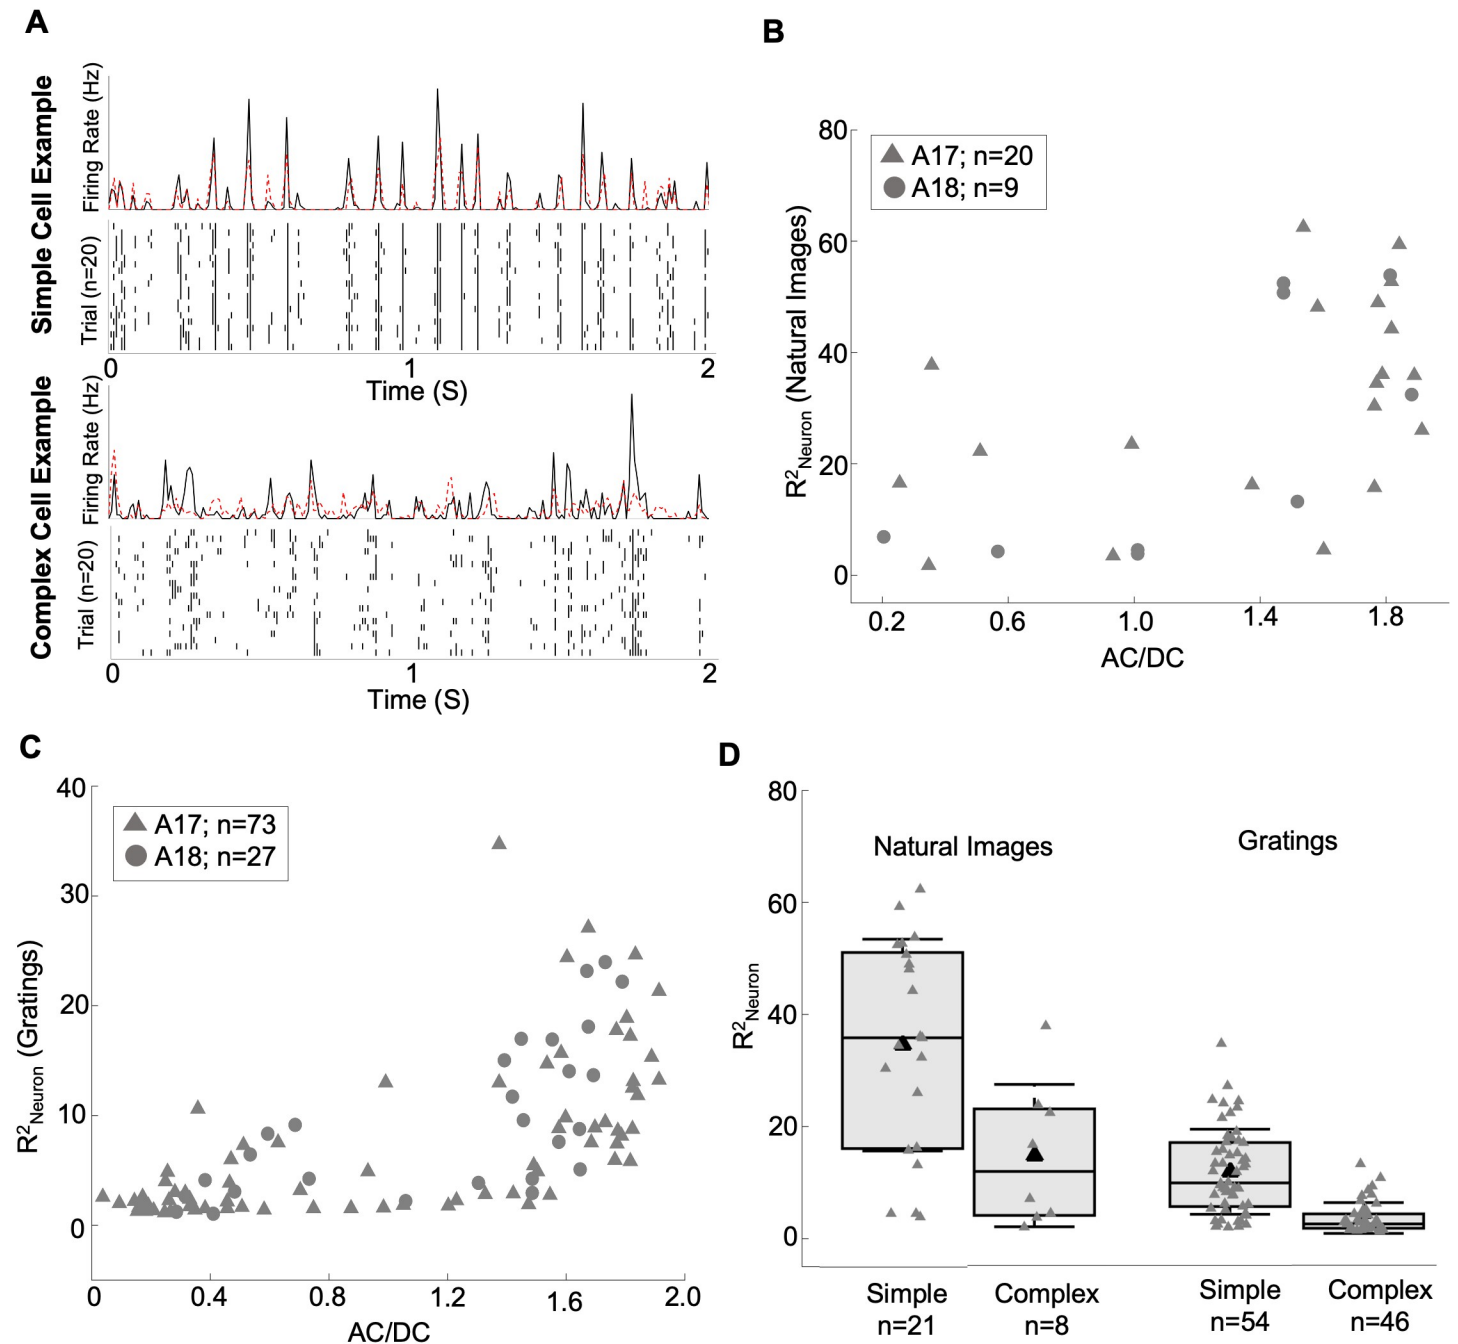 A
Simple Cell Example
Firing Rate (Hz)
Trial (n=20)
0 1 2
Time (S)
Complex Cell Example
Firing Rate (Hz)
Trial (n=20)
0 1 2
Time (S)
B
R²Neuron (Natural Images)
80
60
40
20
0
A17; n=20
A18; n=9
0.2 0.6 1.0 1.4 1.8
AC/DC
C
R²Neuron (Gratings)
40
30
20
10
0
A17; n=73
A18; n=27
0 0.4 0.8 1.2 1.6 2.0
AC/DC
D
R²Neuron
80
60
40
20
0
Natural Images Gratings
Simple Complex Simple Complex
n=21 n=8 n=54 n=46